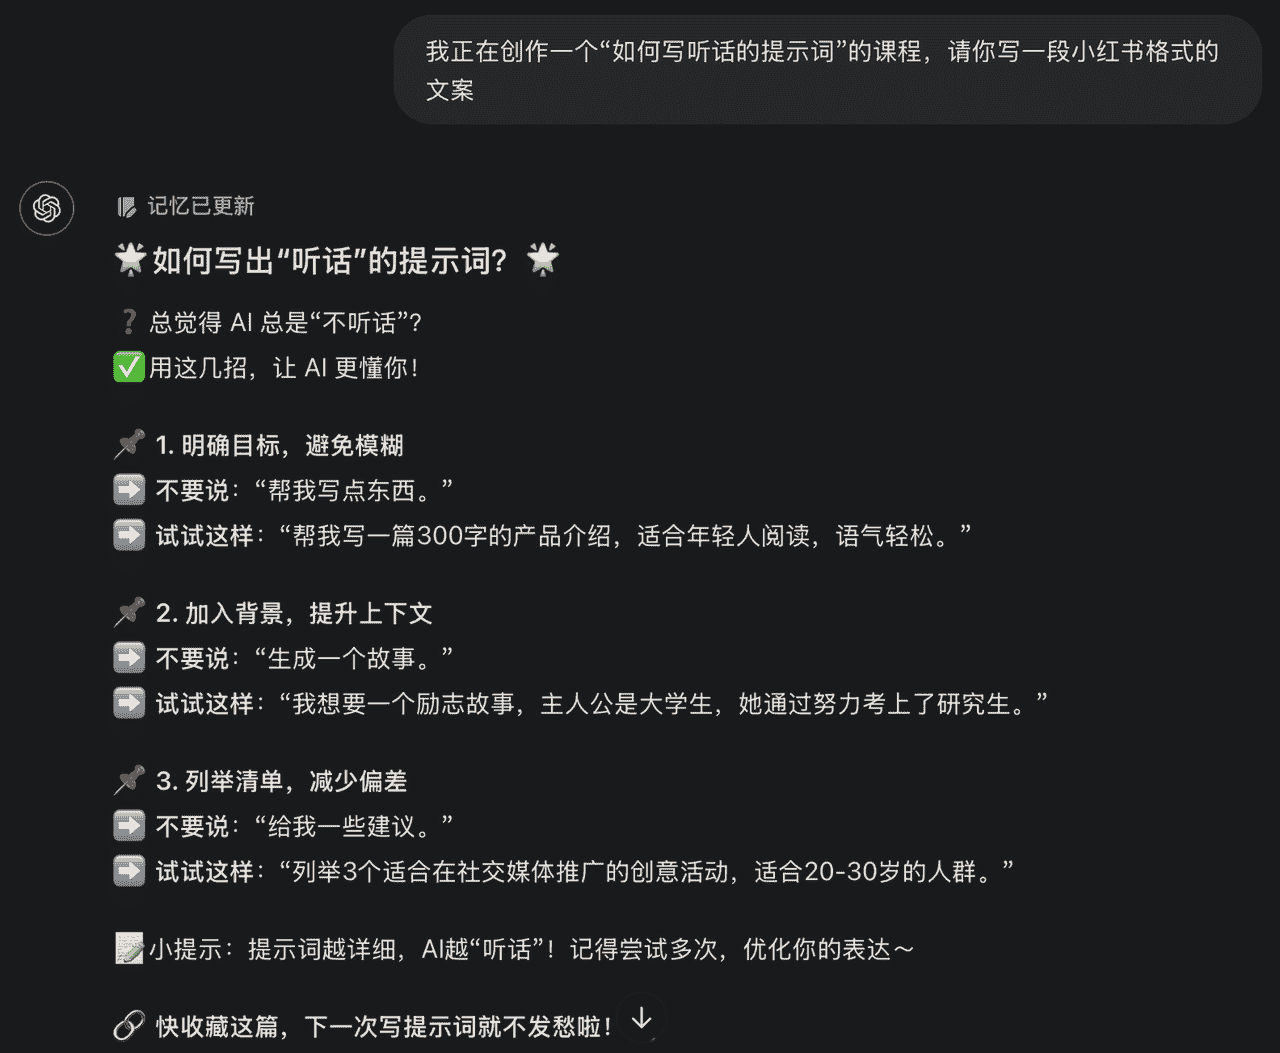 我正在创作一个“如何写听话的提示词”的课程，请你写一段小红书格式的
文案
记忆已更新
🌟如何写出“听话”的提示词？🌟
❓总觉得 AI 总是“不听话”？
✅用这几招，让 AI 更懂你！
📌 1. 明确目标，避免模糊
➡️ 不要说：“帮我写点东西。”
➡️ 试试这样：“帮我写一篇300字的产品介绍，适合年轻人阅读，语气轻松。”
📌 2. 加入背景，提升上下文
➡️ 不要说：“生成一个故事。”
➡️ 试试这样：“我想要一个励志故事，主人公是大学生，她通过努力考上了研究生。”
📌 3. 列举清单，减少偏差
➡️ 不要说：“给我一些建议。”
➡️ 试试这样：“列举3个适合在社交媒体推广的创意活动，适合20-30岁的人群。”
📝小提示：提示词越详细，AI越“听话”！记得尝试多次，优化你的表达～
🔗 快收藏这篇，下一次写提示词就不发愁啦！